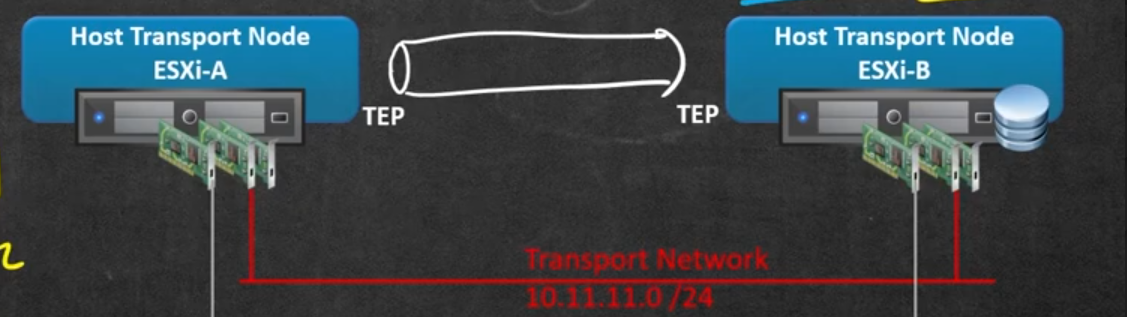 Host Transport Node
ESXi-A
Host Transport Node
ESXi-B
TEP
TEP
Transport Network
10.11.11.0 /24